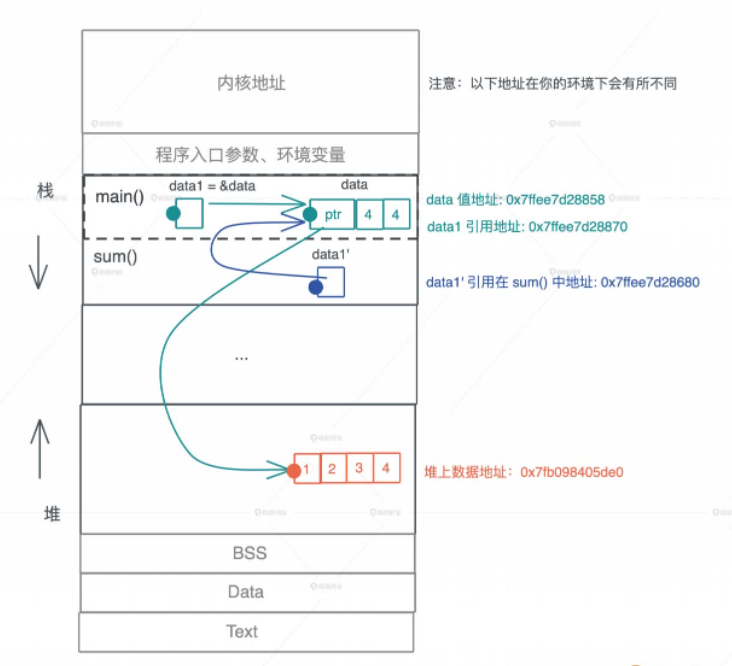 内核地址
注意：以下地址在你的环境下会有所不同
程序入口参数、环境变量
栈
main()
data1 = &data
data
ptr
4
4
data 值地址: 0x7ffee7d28858
data1 引用地址: 0x7ffee7d28870
sum()
data1'
data1' 引用在 sum() 中地址: 0x7ffee7d28680
...
1
2
3
4
堆上数据地址：0x7fb098405de0
堆
BSS
Data
Text